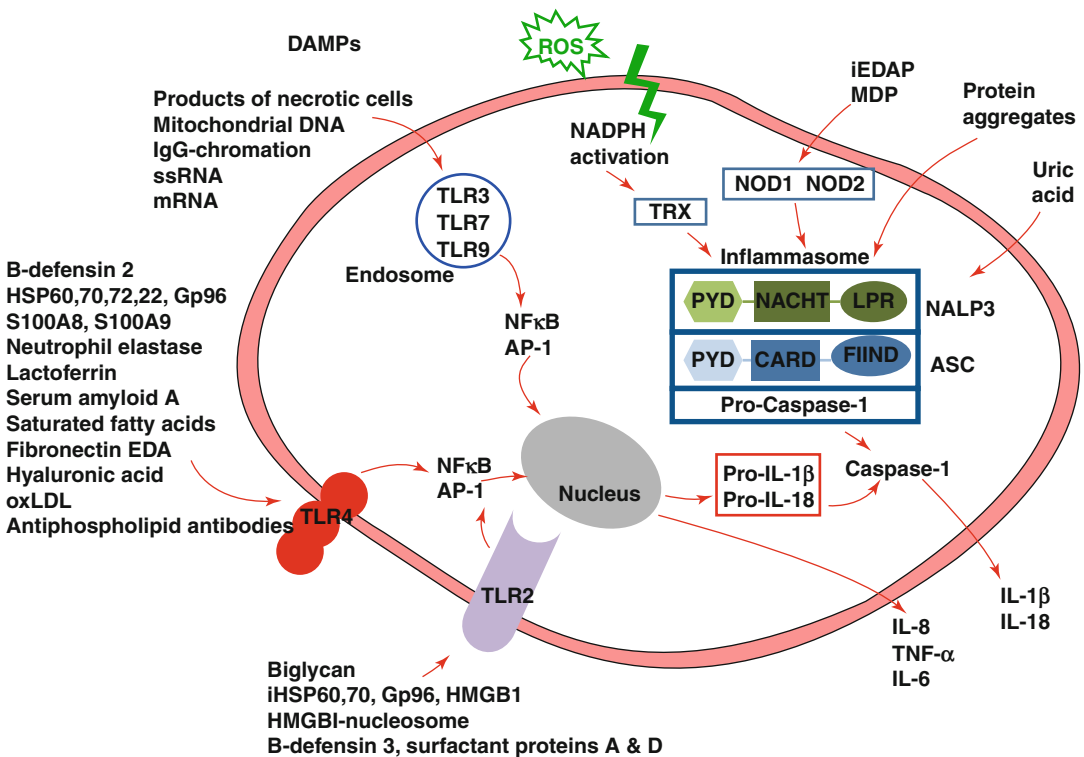 DAMPs
ROS
Products of necrotic cells
Mitochondrial DNA
IgG-chromation
ssRNA
mRNA
NADPH
activation
iEDAP
MDP
Protein
aggregates
Uric
acid
TLR3
TLR7
TLR9
Endosome
TRX
NOD1 NOD2
Inflammasome
PYD NACHT LPR
NALP3
PYD CARD FIIND
ASC
Pro-Caspase-1
B-defensin 2
HSP60,70,72,22, Gp96
S100A8, S100A9
Neutrophil elastase
Lactoferrin
Serum amyloid A
Saturated fatty acids
Fibronectin EDA
Hyaluronic acid
oxLDL
Antiphospholipid antibodies
TLR4
NFκB
AP-1
NFκB
AP-1
Nucleus
Pro-IL-1β
Pro-IL-18
Caspase-1
TLR2
IL-1β
IL-18
IL-8
TNF-α
IL-6
Biglycan
iHSP60,70, Gp96, HMGB1
HMGBI-nucleosome
B-defensin 3, surfactant proteins A & D